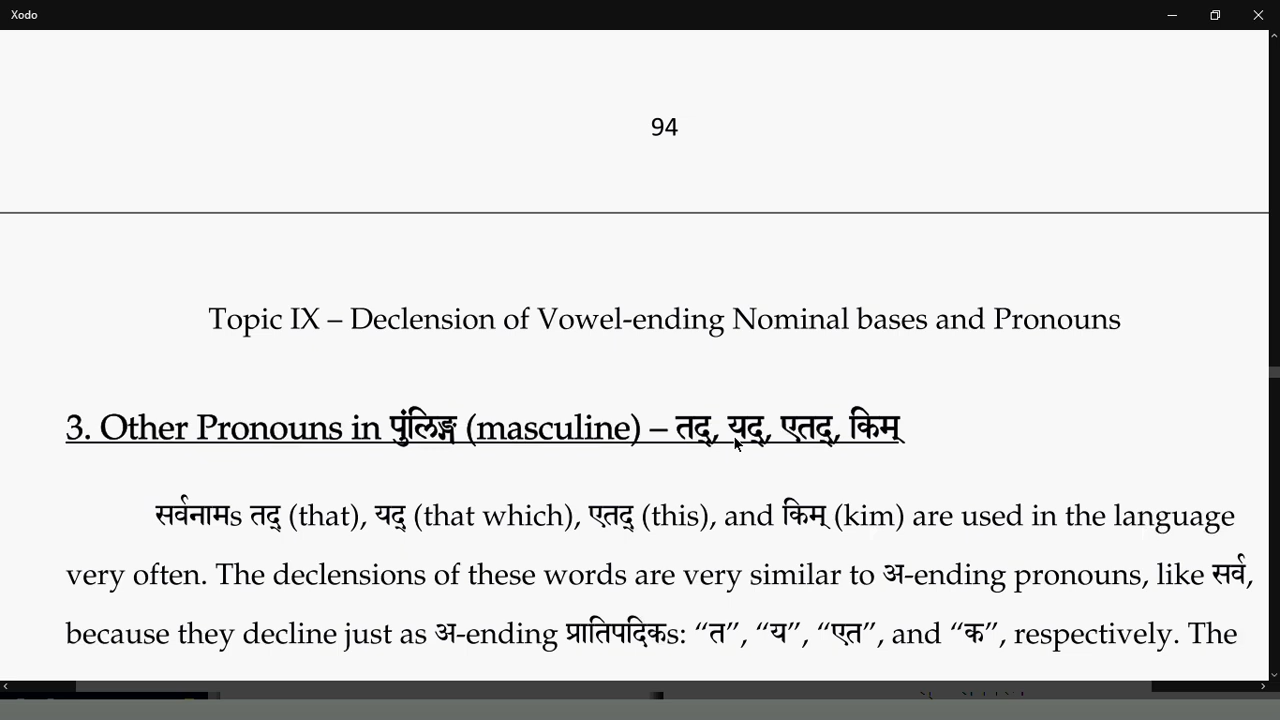 Xodo
94
Topic IX – Declension of Vowel-ending Nominal bases and Pronouns
3. Other Pronouns in पुंलिङ्ग (masculine) – तद्, यद्, एतद्, किम्
सर्वनामs तद् (that), यद् (that which), एतद् (this), and किम् (kim) are used in the language
very often. The declensions of these words are very similar to अ-ending pronouns, like सर्व,
because they decline just as अ-ending प्रातिपदिकs: “त”, “य”, “एत”, and “क”, respectively. The